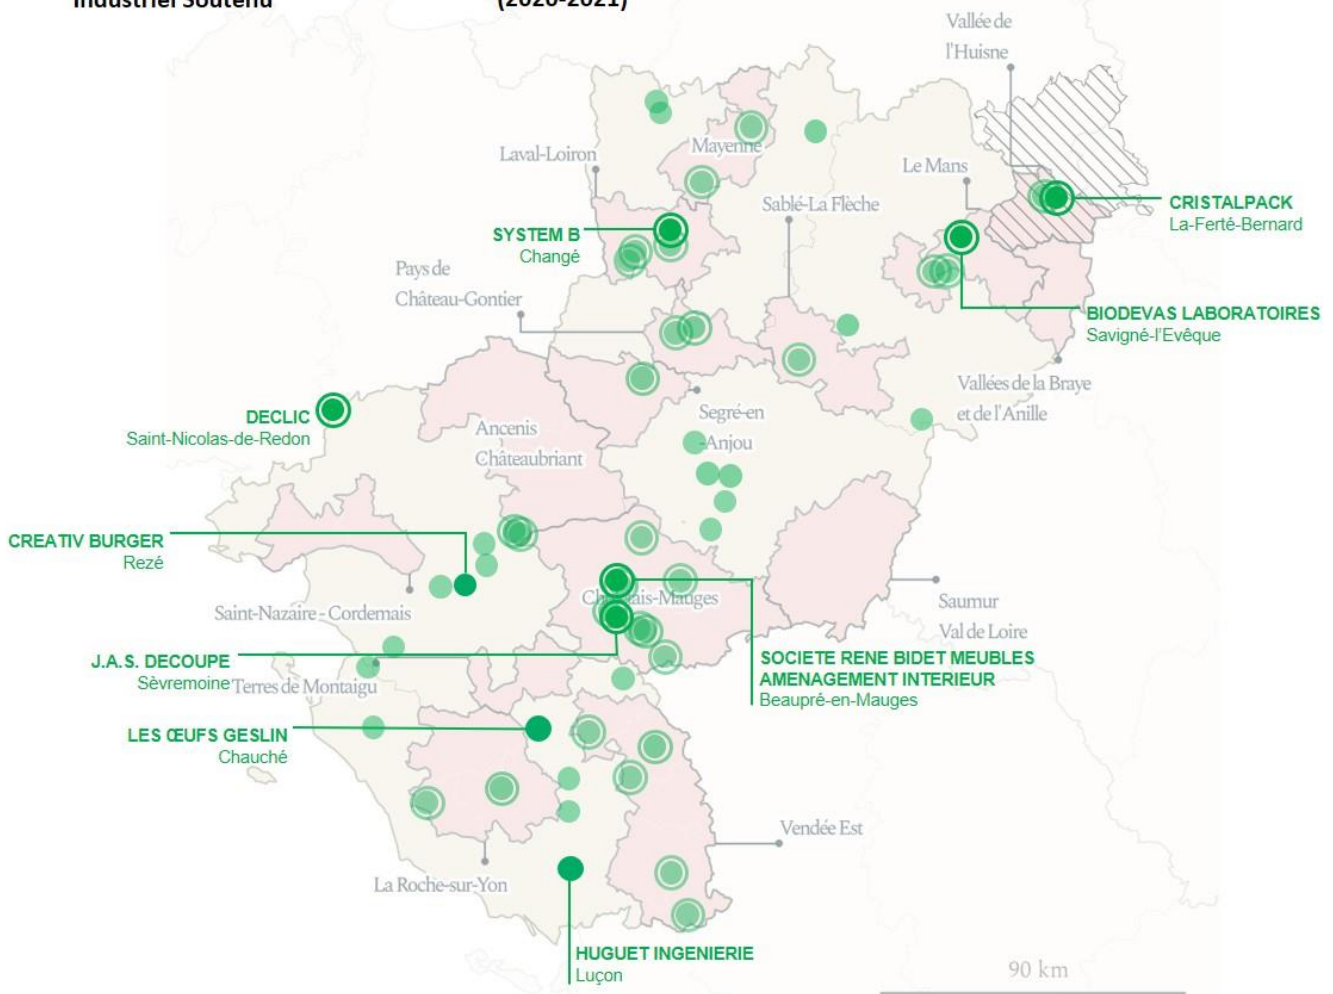 Industriel Soutenu
(2020-2021)
Vallée de
l'Huisne
Laval-Loiron
Mayenne
Le Mans
Sablé-La Flèche
CRISTALPACK
La-Ferté-Bernard
SYSTEM B
Changé
Pays de
Château-Gontier
BIODEVAS LABORATOIRES
Savigné-l'Evêque
Vallées de la Braye
et de l'Anille
DECLIC
Saint-Nicolas-de-Redon
Segré-en
-Anjou
Ancenis
Châteaubriant
CREATIV BURGER
Rezé
Saint-Nazaire - Cordemais
Saumur
Val de Loire
J.A.S. DECOUPE
Sèvremoine
Terres de Montaigu
SOCIETE RENE BIDET MEUBLES
AMENAGEMENT INTERIEUR
Beaupré-en-Mauges
LES ŒUFS GESLIN
Chauché
Vendée Est
La Roche-sur-Yon
HUGUET INGENIERIE
Luçon
90 km